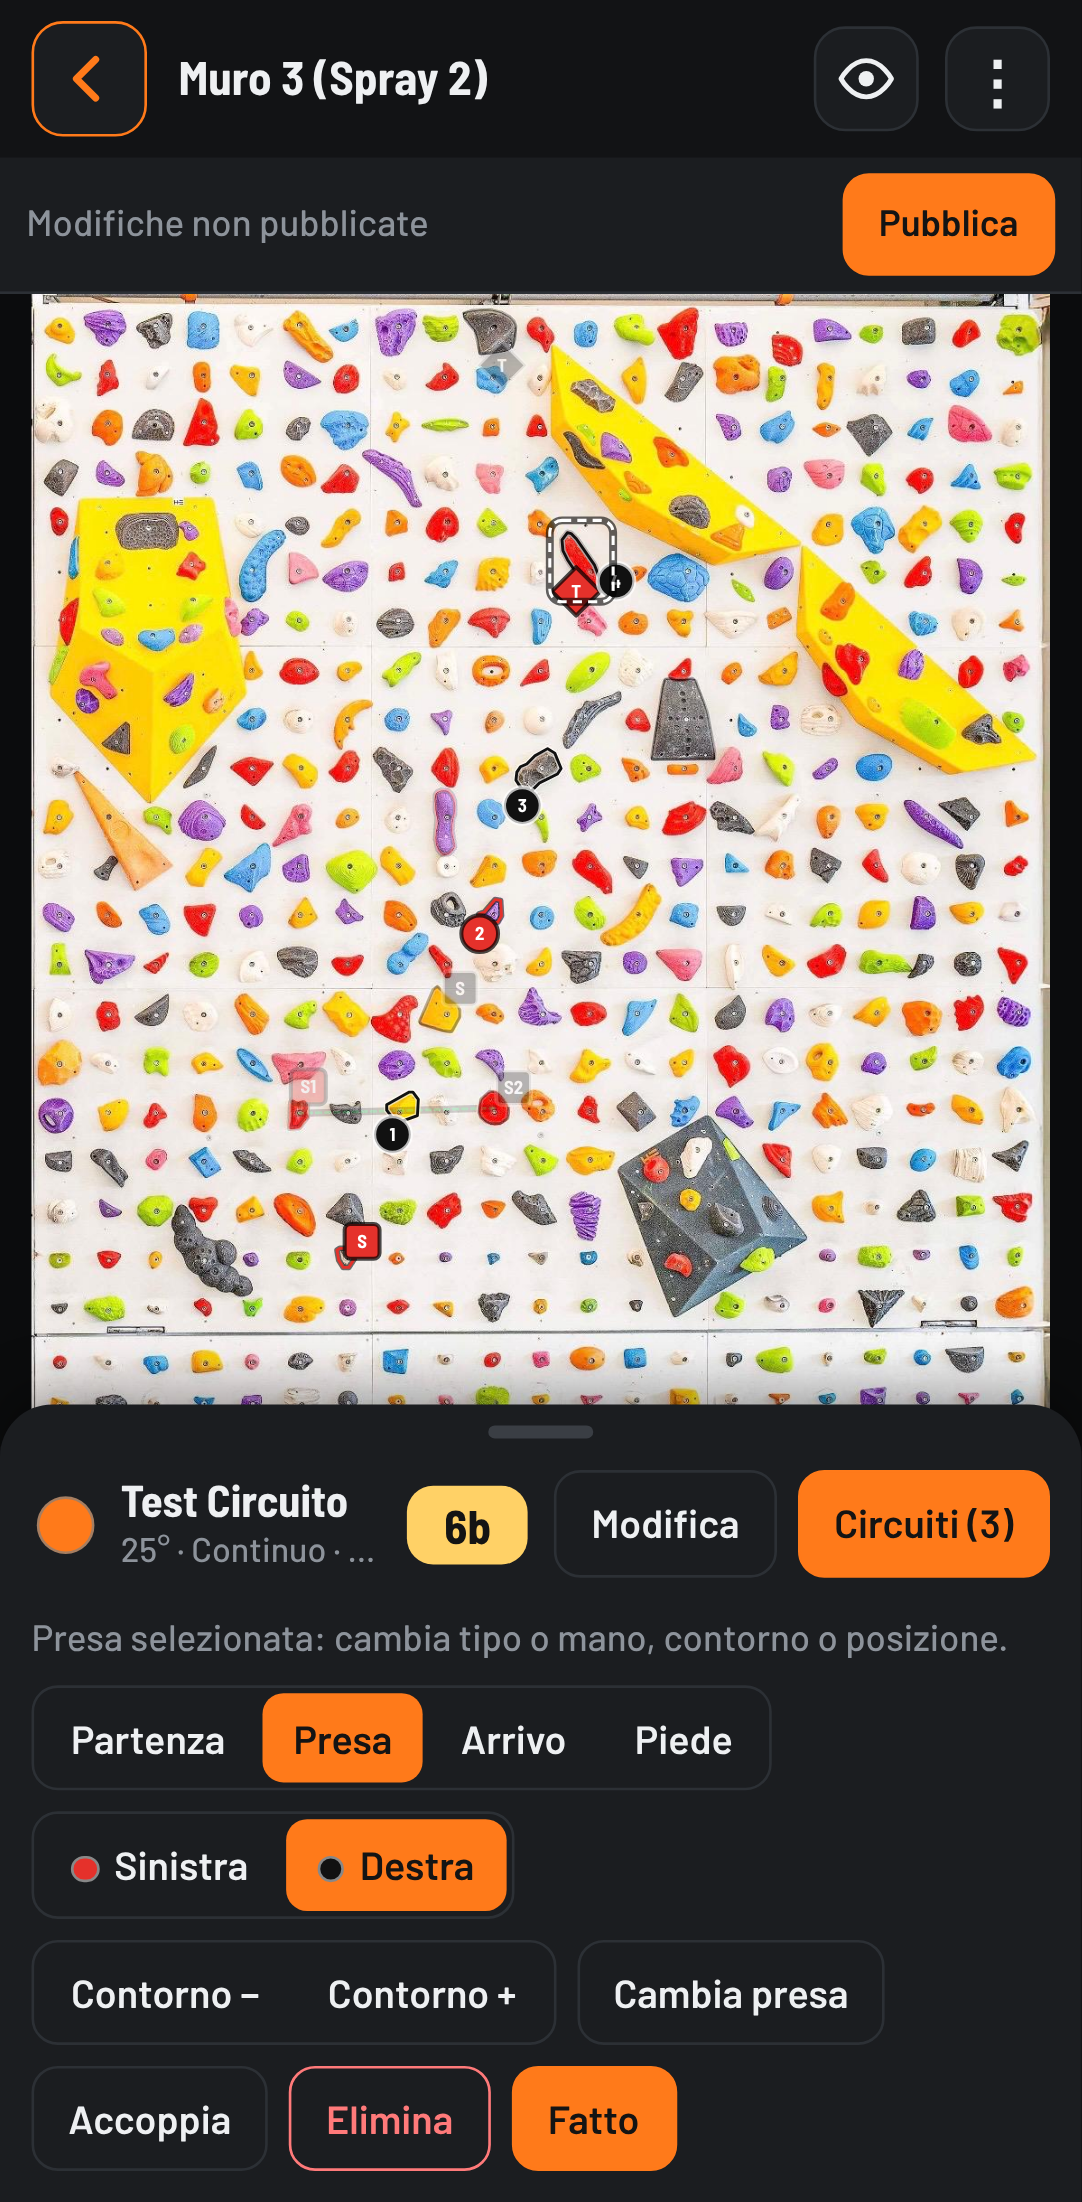 Muro 3 (Spray 2)
Modifiche non pubblicate
Pubblica
T
T
3
2
S
S1
S2
1
S
Test Circuito
25° · Continuo · ...
6b
Modifica
Circuiti (3)
Presa selezionata: cambia tipo o mano, contorno o posizione.
Partenza
Presa
Arrivo
Piede
Sinistra
Destra
Contorno –
Contorno +
Cambia presa
Accoppia
Elimina
Fatto